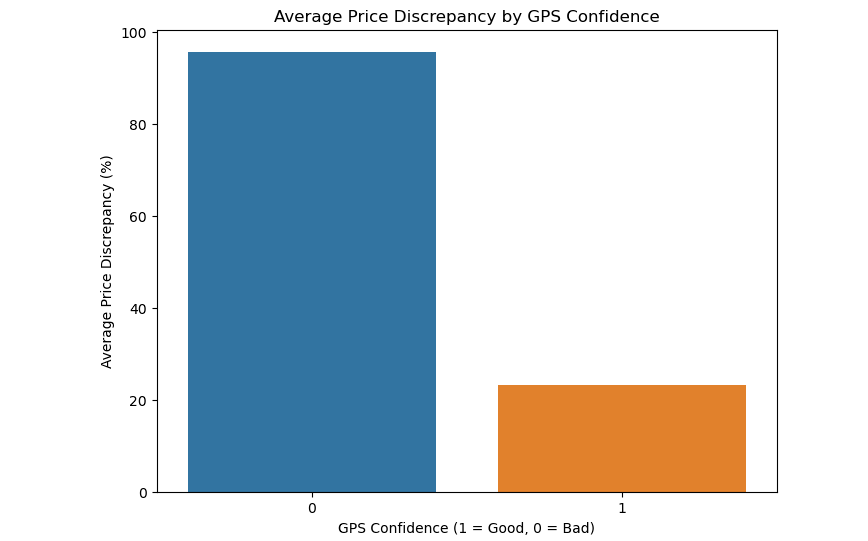 Average Price Discrepancy by GPS Confidence
100
80
60
40
20
0
Average Price Discrepancy (%)
0 1
GPS Confidence (1 = Good, 0 = Bad)